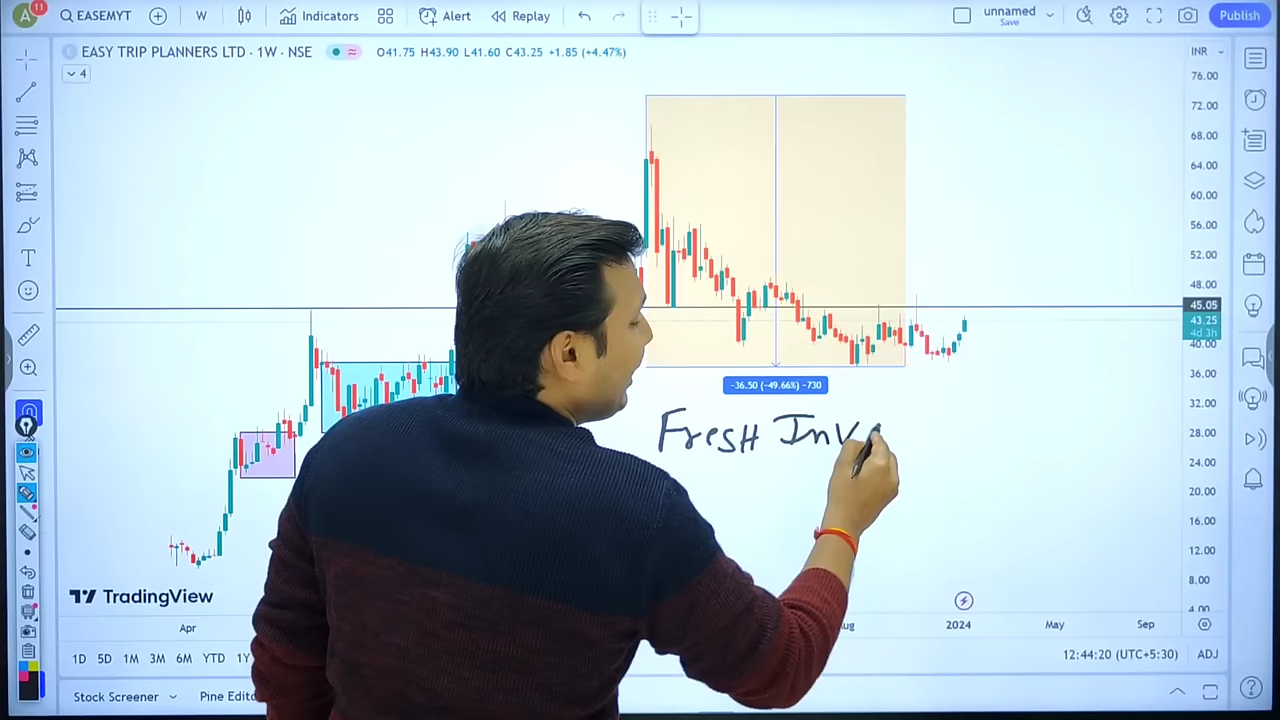 A
11
EASEMYT
W
Indicators
Alert
Replay
unnamed
Save
Publish
EASY TRIP PLANNERS LTD · 1W · NSE
O41.75 H43.90 L41.60 C43.25 +1.85 (+4.47%)
4
INR
76.00
72.00
68.00
64.00
60.00
56.00
52.00
48.00
45.05
43.25
4d 3h
40.00
36.00
32.00
28.00
24.00
20.00
16.00
12.00
8.00
4.00
-36.50 (-49.66%) -730
Fresh Inv
TradingView
Apr
Aug
2024
May
Sep
1D 5D 1M 3M 6M YTD 1Y
12:44:20 (UTC+5:30)
ADJ
Stock Screener
Pine Edito